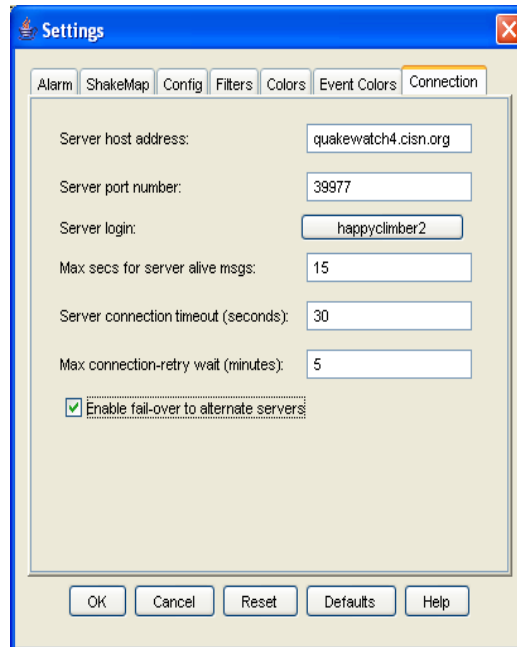 Settings
Alarm ShakeMap Config Filters Colors Event Colors Connection
Server host address: quakewatch4.cisn.org
Server port number: 39977
Server login: happyclimber2
Max secs for server alive msgs: 15
Server connection timeout (seconds): 30
Max connection-retry wait (minutes): 5
Enable fail-over to alternate servers
OK Cancel Reset Defaults Help